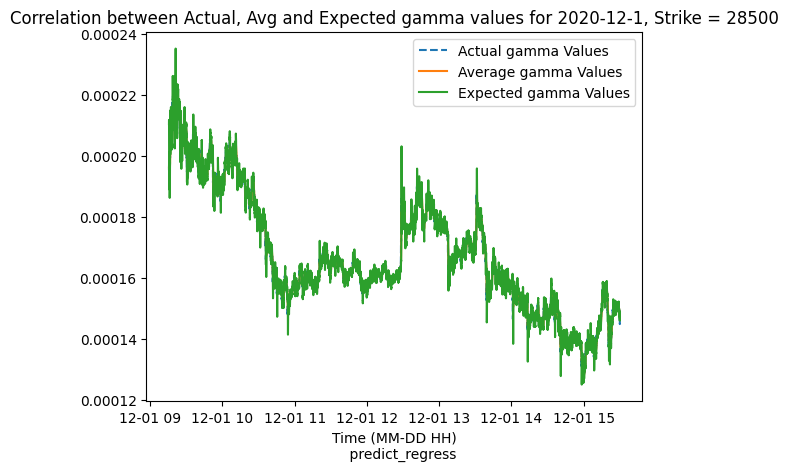 Correlation between Actual, Avg and Expected gamma values for 2020-12-1, Strike = 28500
Actual gamma Values
Average gamma Values
Expected gamma Values
0.00024
0.00022
0.00020
0.00018
0.00016
0.00014
0.00012
12-01 09 12-01 10 12-01 11 12-01 12 12-01 13 12-01 14 12-01 15
Time (MM-DD HH)
predict_regress